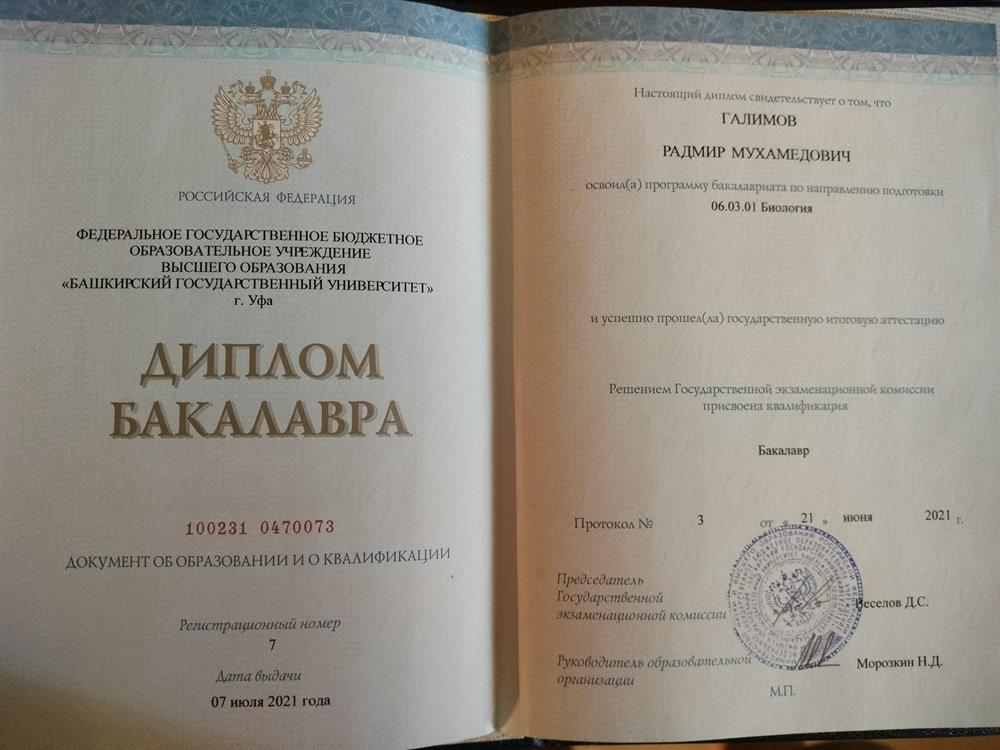 РОССИЙСКАЯ ФЕДЕРАЦИЯ
ФЕДЕРАЛЬНОЕ ГОСУДАРСТВЕННОЕ БЮДЖЕТНОЕ
ОБРАЗОВАТЕЛЬНОЕ УЧРЕЖДЕНИЕ
ВЫСШЕГО ОБРАЗОВАНИЯ
«БАШКИРСКИЙ ГОСУДАРСТВЕННЫЙ УНИВЕРСИТЕТ»
г. Уфа
ДИПЛОМ
БАКАЛАВРА
100231 0470073
ДОКУМЕНТ ОБ ОБРАЗОВАНИИ И О КВАЛИФИКАЦИИ
Регистрационный номер
7
Дата выдачи
07 июля 2021 года
Настоящий диплом свидетельствует о том, что
ГАЛИМОВ
РАДМИР МУХАМЕДОВИЧ
освоил(а) программу бакалавриата по направлению подготовки
06.03.01 Биология
и успешно прошел(ла) государственную итоговую аттестацию
Решением Государственной экзаменационной комиссии
присвоена квалификация
Бакалавр
Протокол № 3 от « 21 » июня 2021 г.
Председатель
Государственной
экзаменационной комиссии Веселов Д.С.
Руководитель образовательной
организации Морозкин Н.Д.
М.П.